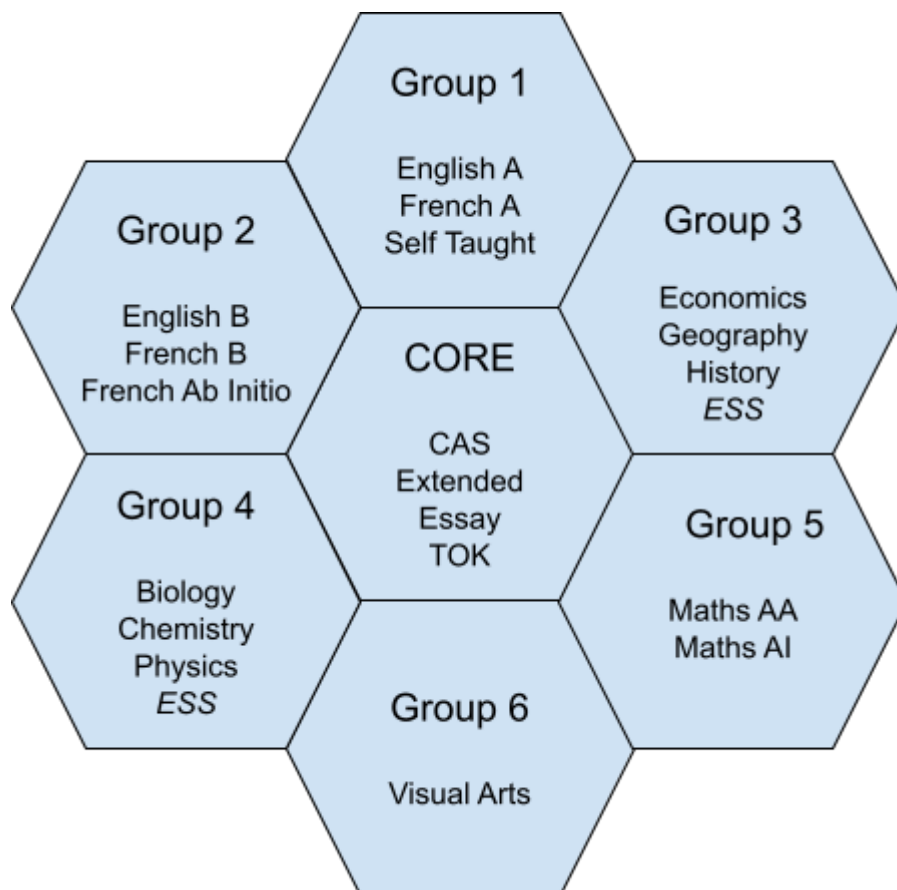 Group 1
English A
French A
Self Taught
Group 2
English B
French B
French Ab Initio
Group 3
Economics
Geography
History
ESS
CORE
CAS
Extended
Essay
TOK
Group 4
Biology
Chemistry
Physics
ESS
Group 5
Maths AA
Maths AI
Group 6
Visual Arts